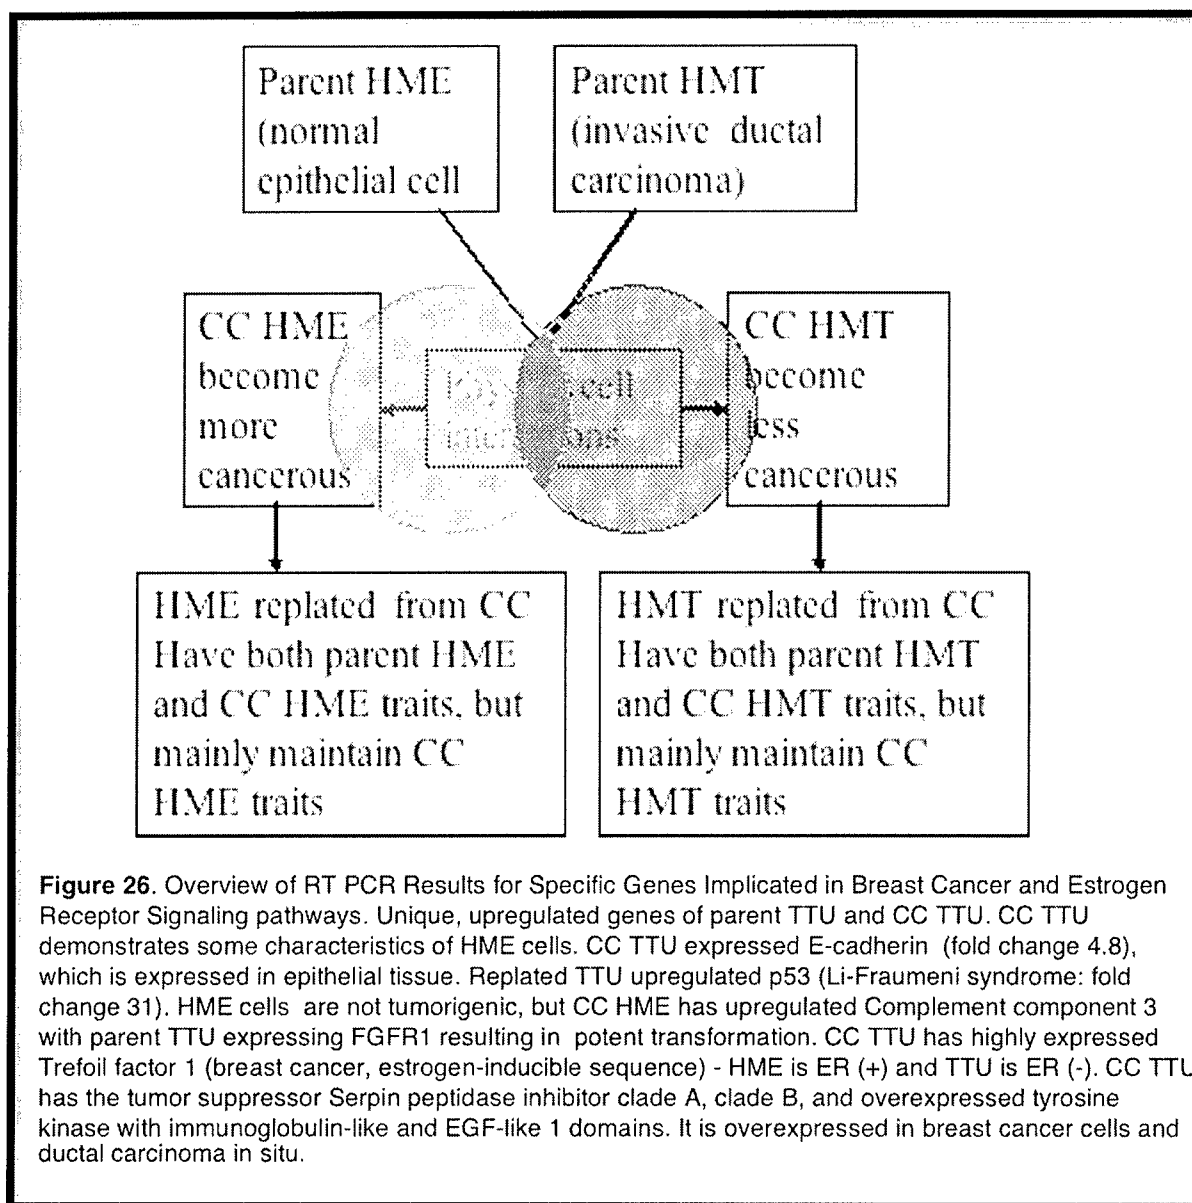 Parent HME
(normal
epithelial cell
Parent HMT
(invasive ductal
carcinoma)
CC HME
become
more
cancerous
cell
CC HMT
become
less
cancerous
HME replated from CC
Have both parent HME
and CC HME traits, but
mainly maintain CC
HME traits
HMT replated from CC
Have both parent HMT
and CC HMT traits, but
mainly maintain CC
HMT traits
Figure 26. Overview of RT PCR Results for Specific Genes Implicated in Breast Cancer and Estrogen
Receptor Signaling pathways. Unique, upregulated genes of parent TTU and CC TTU. CC TTU
demonstrates some characteristics of HME cells. CC TTU expressed E-cadherin (fold change 4.8),
which is expressed in epithelial tissue. Replated TTU upregulated p53 (Li-Fraumeni syndrome: fold
change 31). HME cells are not tumorigenic, but CC HME has upregulated Complement component 3
with parent TTU expressing FGFR1 resulting in potent transformation. CC TTU has highly expressed
Trefoil factor 1 (breast cancer, estrogen-inducible sequence) - HME is ER (+) and TTU is ER (-). CC TTU
has the tumor suppressor Serpin peptidase inhibitor clade A, clade B, and overexpressed tyrosine
kinase with immunoglobulin-like and EGF-like 1 domains. It is overexpressed in breast cancer cells and
ductal carcinoma in situ.